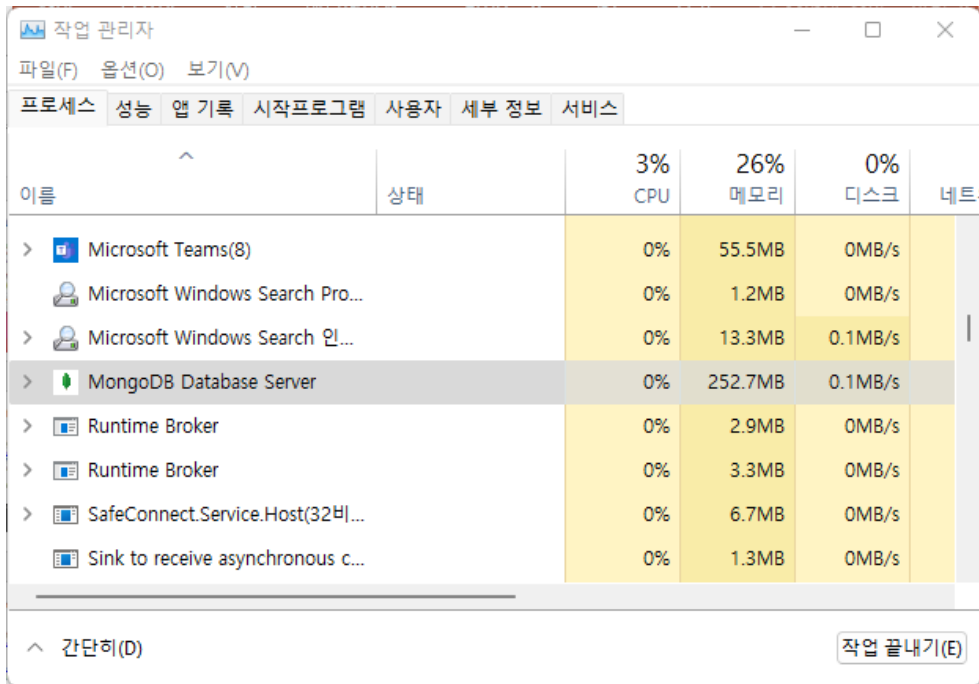 작업 관리자
파일(F) 옵션(O) 보기(V)
프로세스 성능 앱 기록 시작프로그램 사용자 세부 정보 서비스
3% 26% 0%
이름 상태 CPU 메모리 디스크 네트
Microsoft Teams(8) 0% 55.5MB 0MB/s
Microsoft Windows Search Pro... 0% 1.2MB 0MB/s
Microsoft Windows Search 인... 0% 13.3MB 0.1MB/s
MongoDB Database Server 0% 252.7MB 0.1MB/s
Runtime Broker 0% 2.9MB 0MB/s
Runtime Broker 0% 3.3MB 0MB/s
SafeConnect.Service.Host(32비... 0% 6.7MB 0MB/s
Sink to receive asynchronous c... 0% 1.3MB 0MB/s
간단히(D) 작업 끝내기(E)